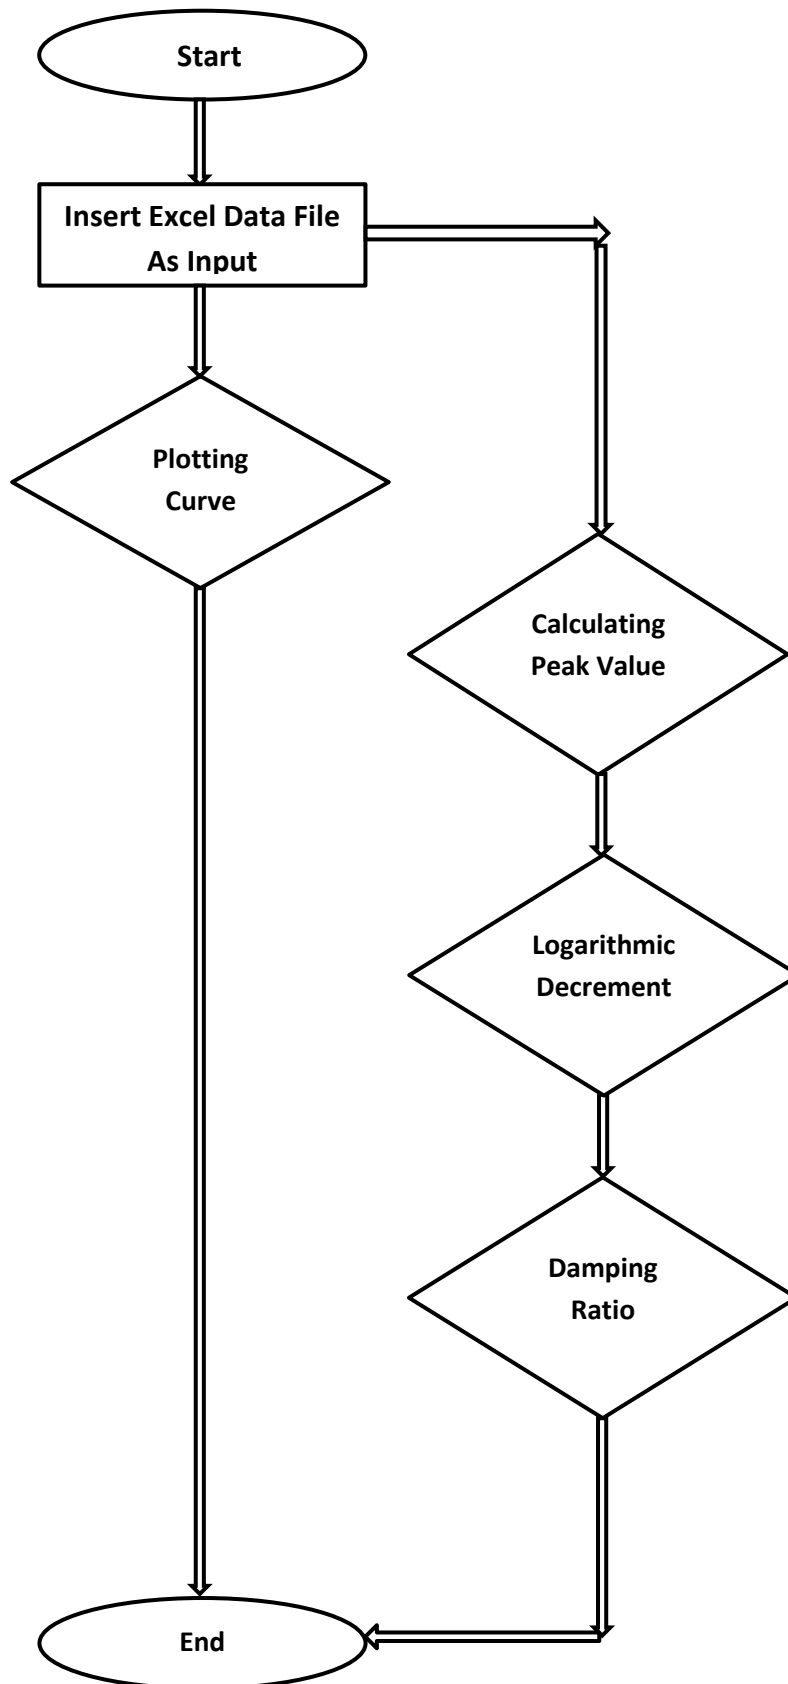 Start
Insert Excel Data File
As Input
Plotting
Curve
Calculating
Peak Value
Logarithmic
Decrement
Damping
Ratio
End